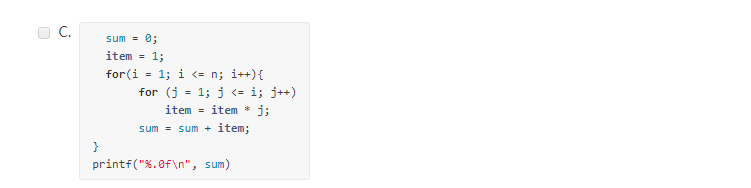 C.
sum = 0;
item = 1;
for(i = 1; i <= n; i++){
for (j = 1; j <= i; j++)
item = item * j;
sum = sum + item;
}
printf("%.0f\n", sum)